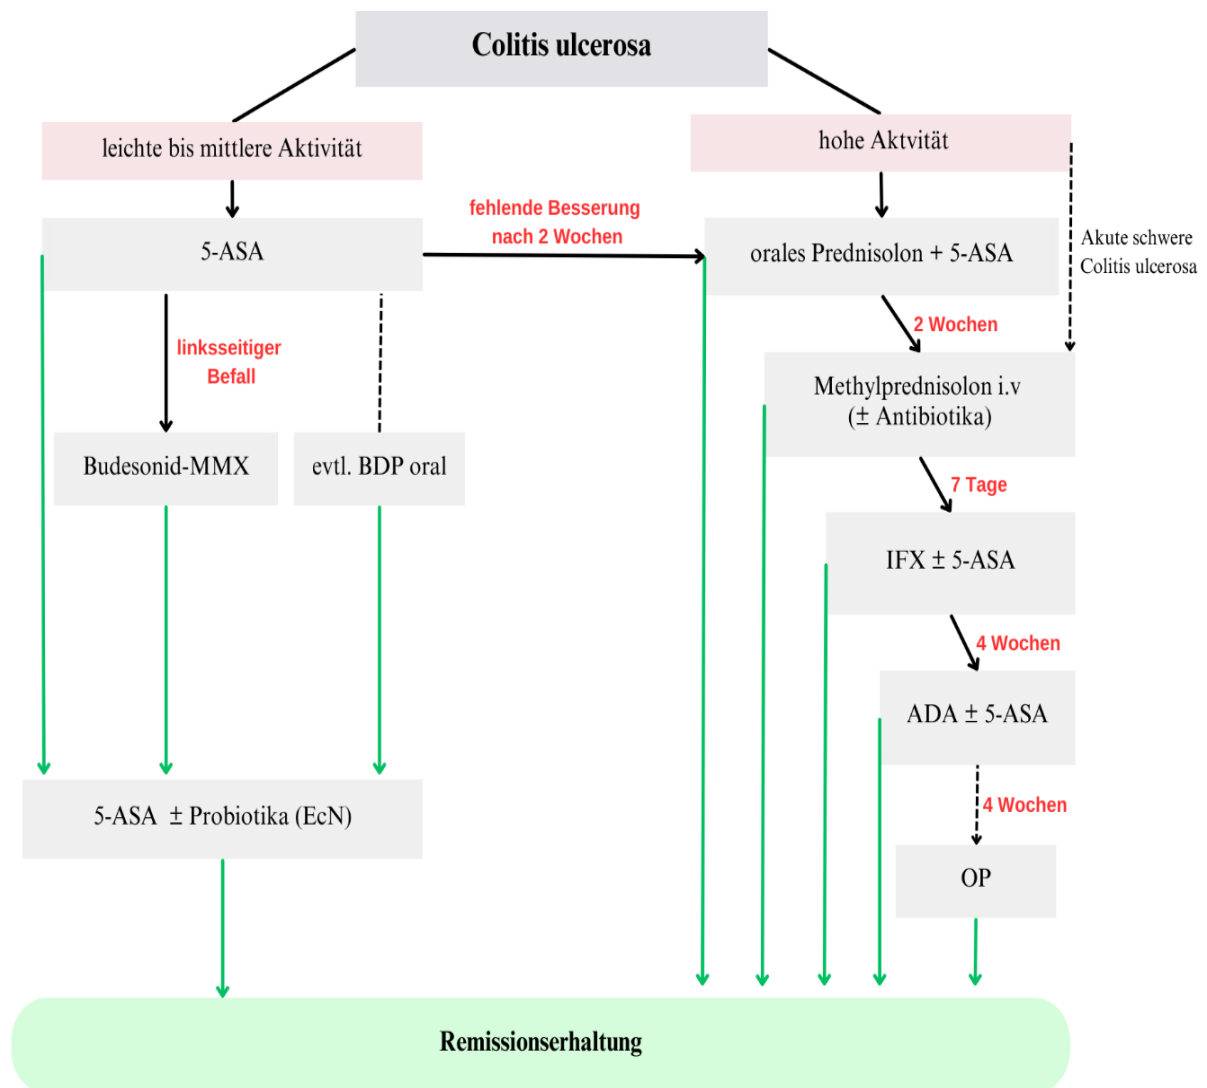 Colitis ulcerosa
leichte bis mittlere Aktivität
hohe Aktvität
5-ASA
fehlende Besserung
nach 2 Wochen
orales Prednisolon + 5-ASA
Akute schwere
Colitis ulcerosa
linksseitiger
Befall
2 Wochen
Methylprednisolon i.v
(± Antibiotika)
Budesonid-MMX
evtl. BDP oral
7 Tage
IFX ± 5-ASA
4 Wochen
ADA ± 5-ASA
4 Wochen
5-ASA ± Probiotika (EcN)
OP
Remissionserhaltung